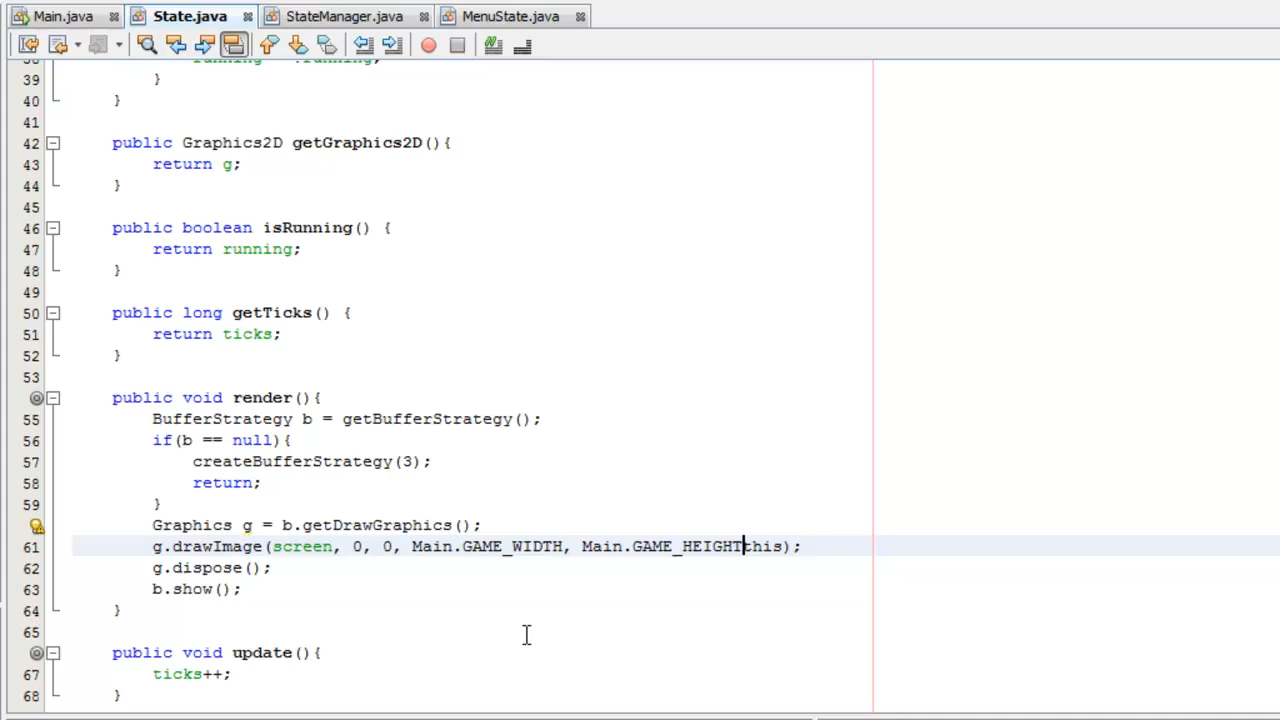 Main.java State.java StateManager.java MenuState.java
39 }
40 }
41
42 public Graphics2D getGraphics2D(){
43 return g;
44 }
45
46 public boolean isRunning() {
47 return running;
48 }
49
50 public long getTicks() {
51 return ticks;
52 }
53
public void render(){
55 BufferStrategy b = getBufferStrategy();
56 if(b == null){
57 createBufferStrategy(3);
58 return;
59 }
Graphics g = b.getDrawGraphics();
61 g.drawImage(screen, 0, 0, Main.GAME_WIDTH, Main.GAME_HEIGHTthis);
62 g.dispose();
63 b.show();
64 }
65
public void update(){
67 ticks++;
68 }